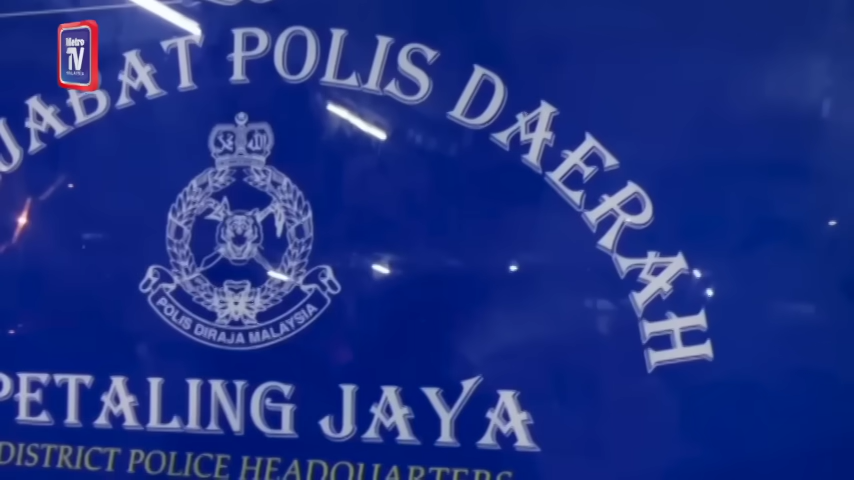 Metro
TV
JABAT POLIS DAERAH
POLIS DIRAJA MALAYSIA
PETALING JAYA
DISTRICT POLICE HEADQUARTERS